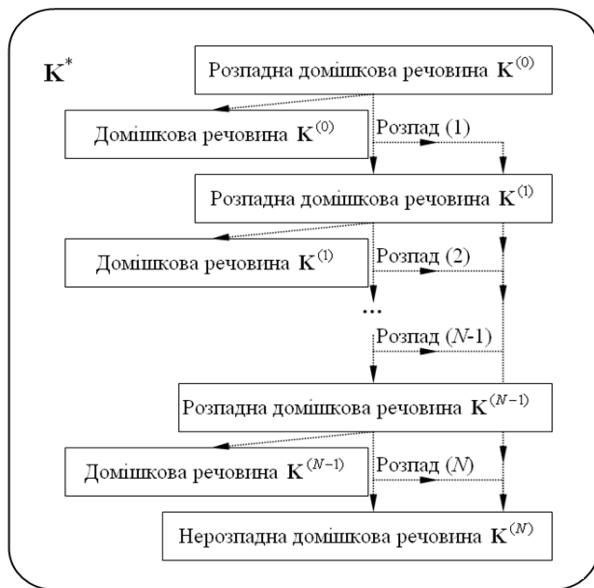 K*
Розпадна домішкова речовина K^(0)
Домішкова речовина K^(0)
Розпад (1)
Розпадна домішкова речовина K^(1)
Домішкова речовина K^(1)
Розпад (2)
...
Розпад (N-1)
Розпадна домішкова речовина K^(N-1)
Домішкова речовина K^(N-1)
Розпад (N)
Нерозпадна домішкова речовина K^(N)